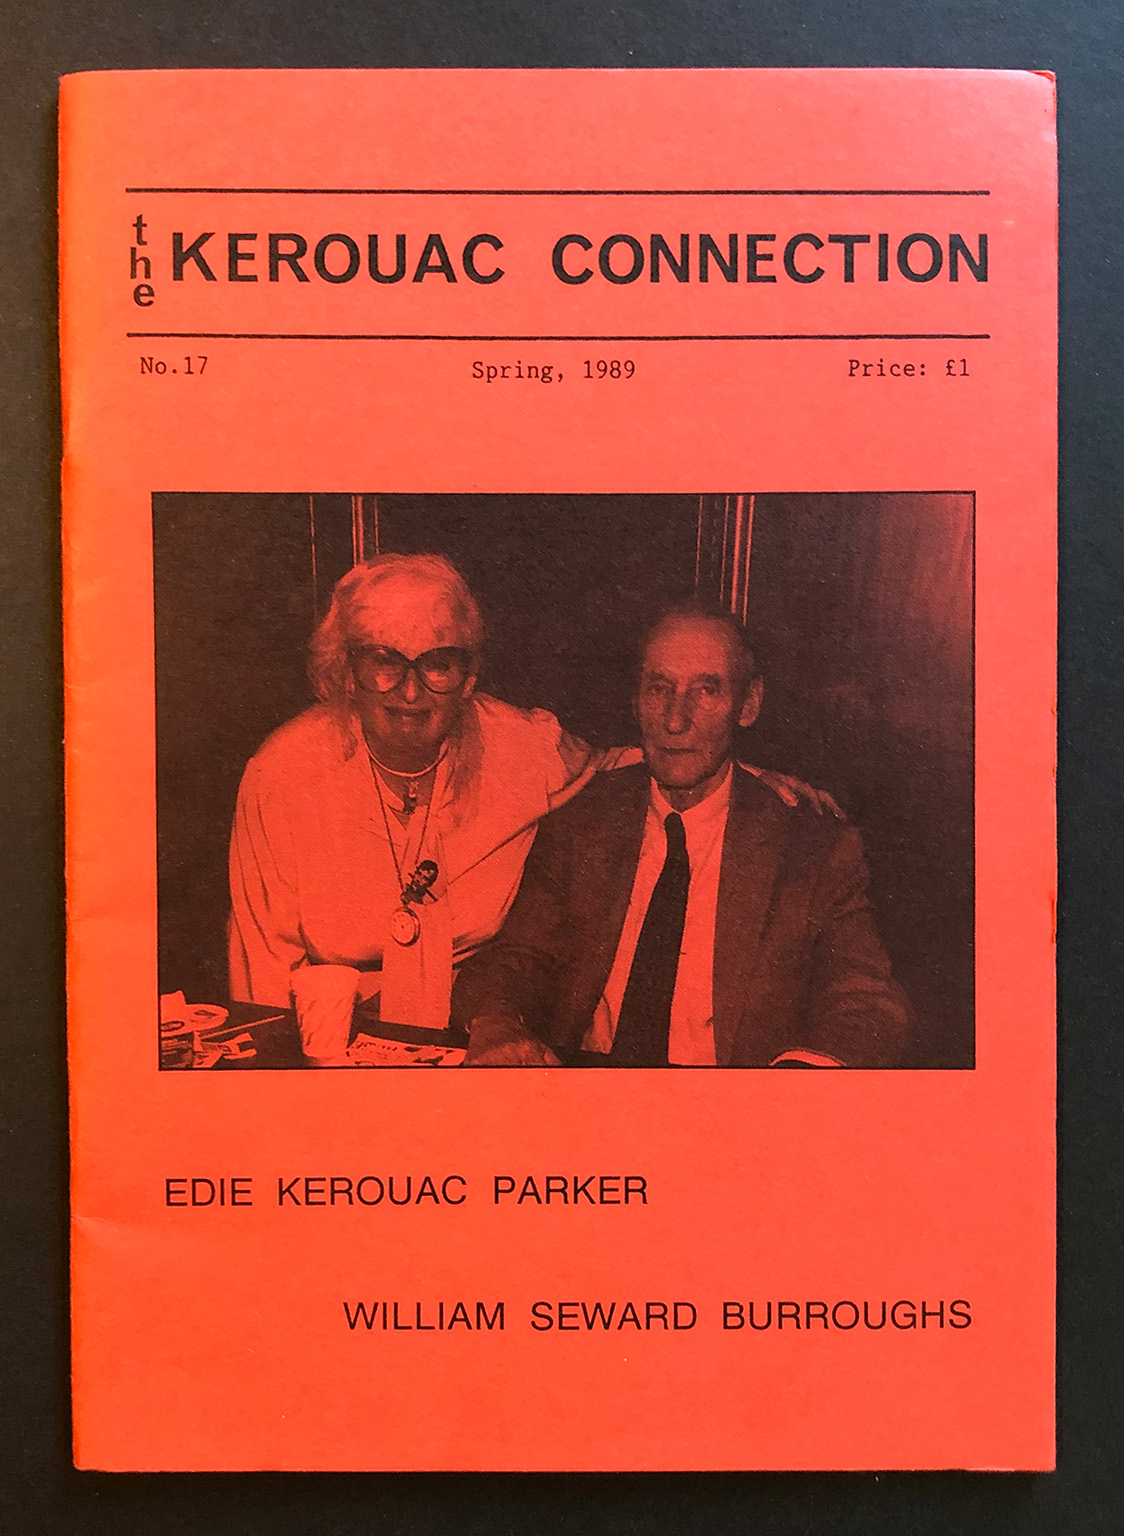 the KEROUAC CONNECTION
No.17 Spring, 1989 Price: £1
EDIE KEROUAC PARKER
WILLIAM SEWARD BURROUGHS